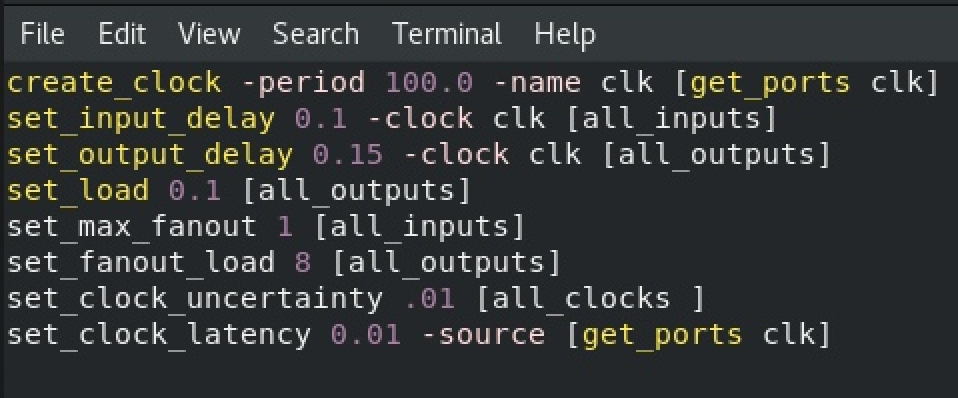 File Edit View Search Terminal Help
create_clock -period 100.0 -name clk [get_ports clk]
set_input_delay 0.1 -clock clk [all_inputs]
set_output_delay 0.15 -clock clk [all_outputs]
set_load 0.1 [all_outputs]
set_max_fanout 1 [all_inputs]
set_fanout_load 8 [all_outputs]
set_clock_uncertainty .01 [all_clocks ]
set_clock_latency 0.01 -source [get_ports clk]